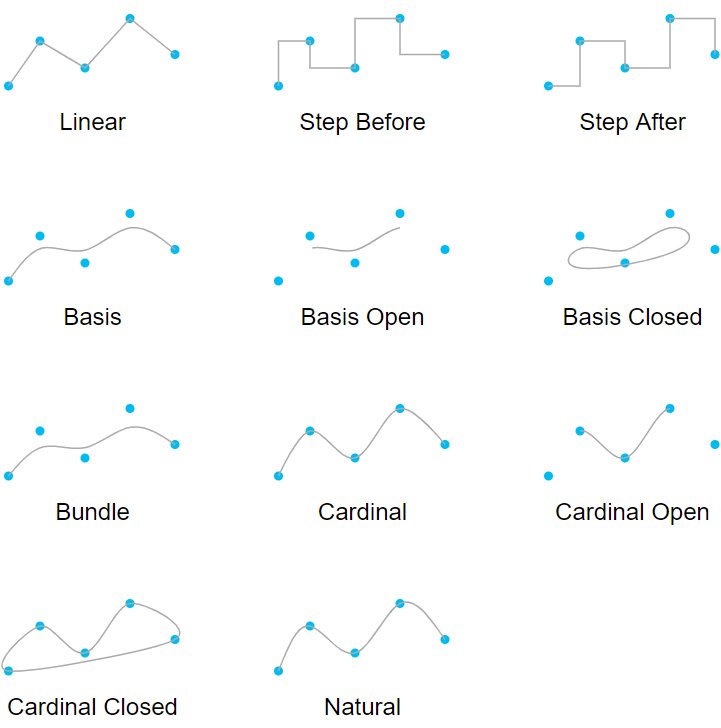 Linear
Step Before
Step After
Basis
Basis Open
Basis Closed
Bundle
Cardinal
Cardinal Open
Cardinal Closed
Natural